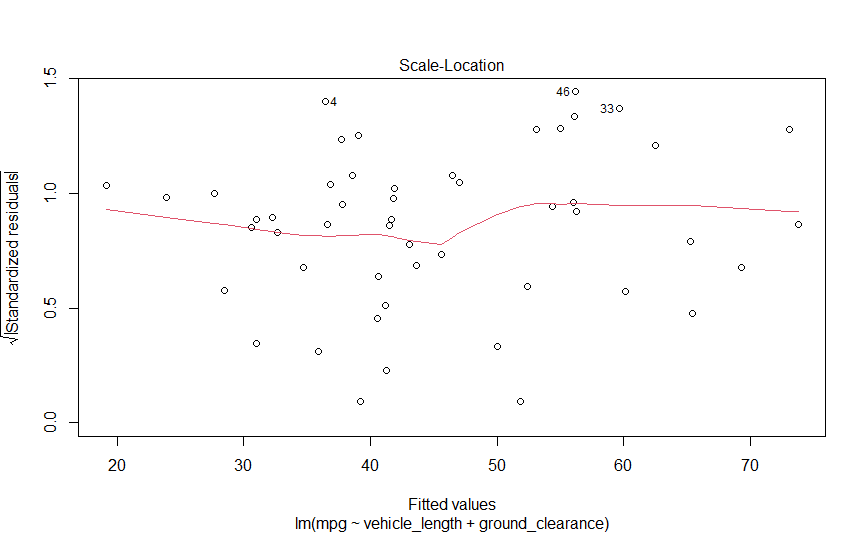 Scale-Location
√|Standardized residuals|
1.5
1.0
0.5
0.0
4
46
33
20 30 40 50 60 70
Fitted values
lm(mpg ~ vehicle_length + ground_clearance)